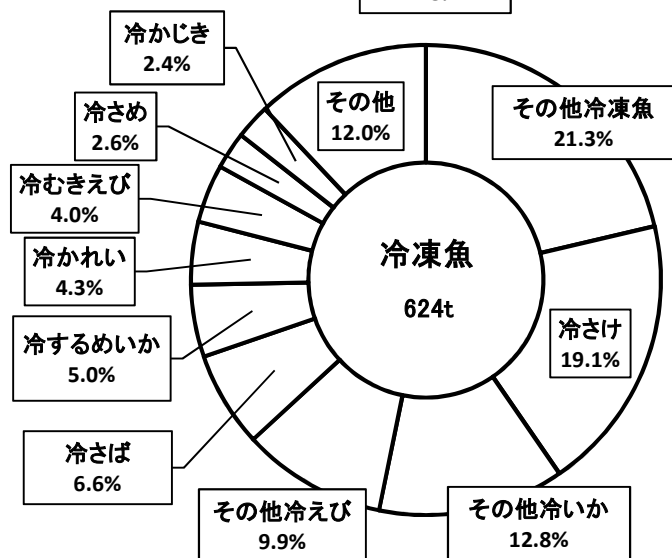 冷かじき
2.4%
その他
12.0%
その他冷凍魚
21.3%
冷さめ
2.6%
冷むきえび
4.0%
冷かれい
4.3%
冷凍魚
624t
冷さけ
19.1%
冷するめいか
5.0%
冷さば
6.6%
その他冷えび
9.9%
その他冷いか
12.8%